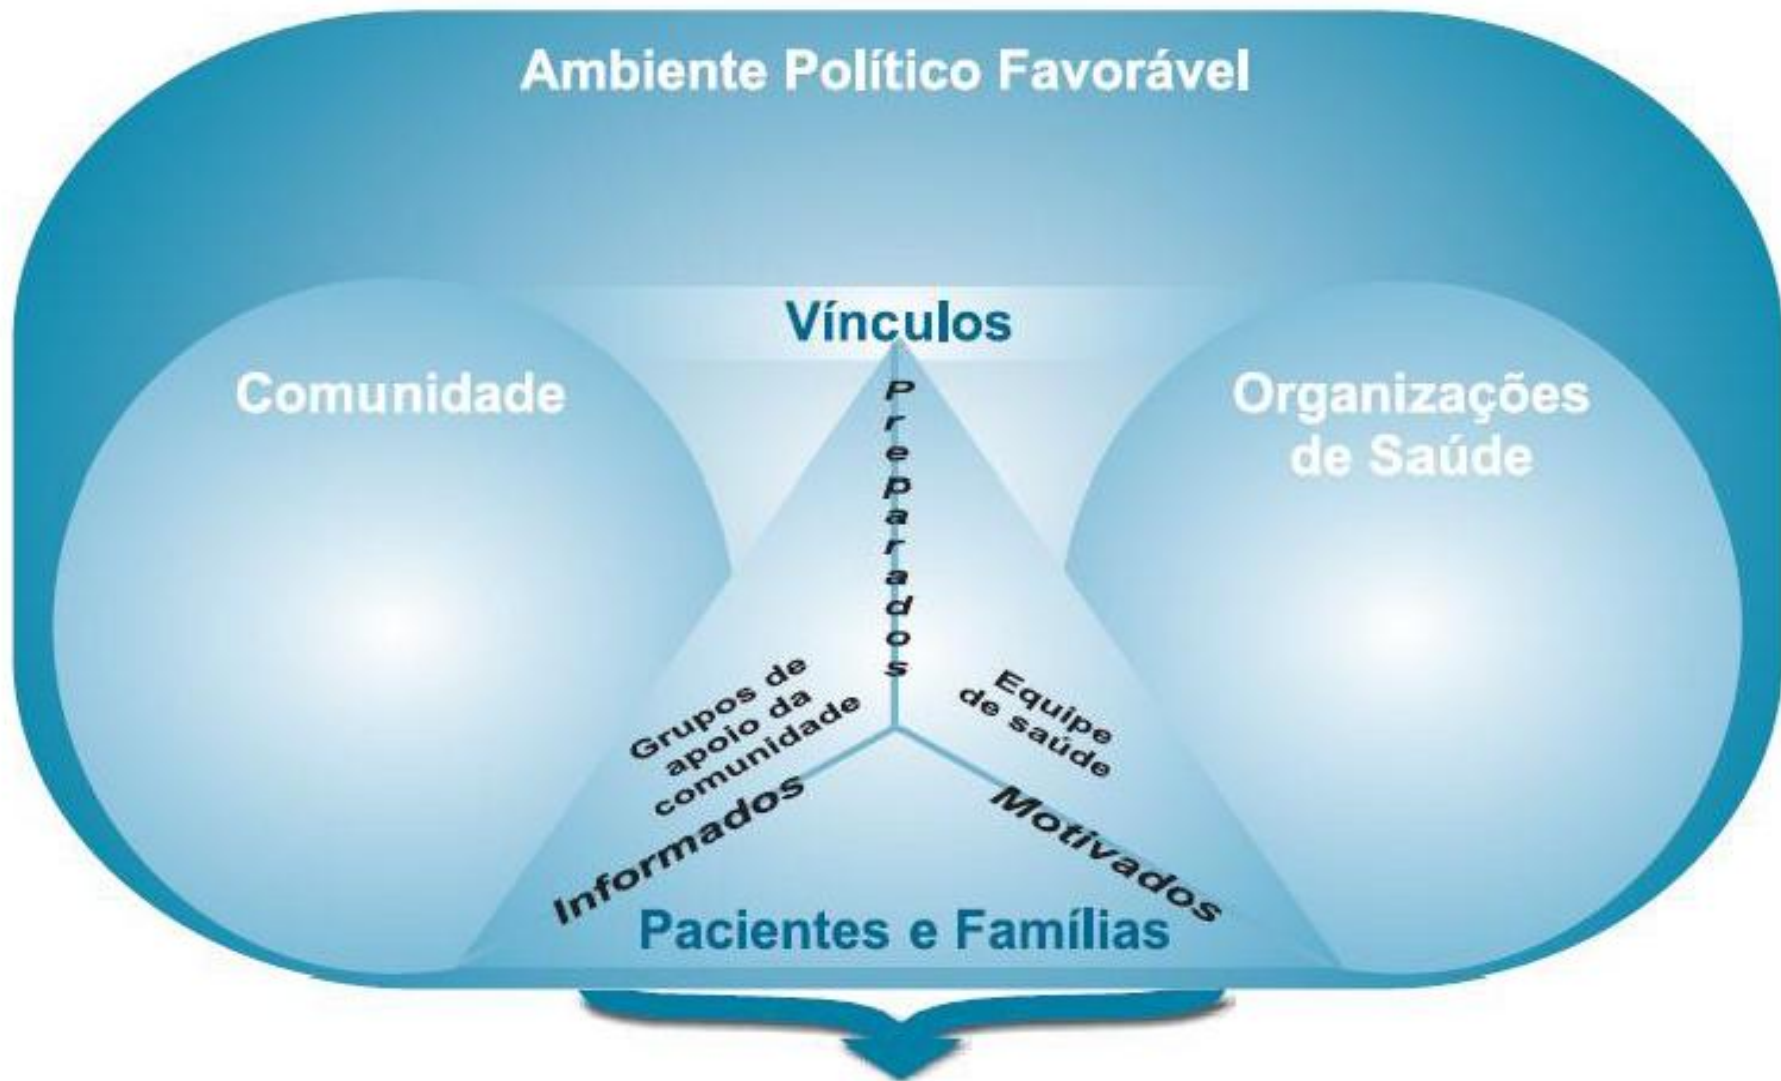 Ambiente Político Favorável
Vínculos
Comunidade
Organizações
de Saúde
Preparados
Grupos de
apoio da
comunidade
Equipe
de saúde
Informados
Motivados
Pacientes e Famílias